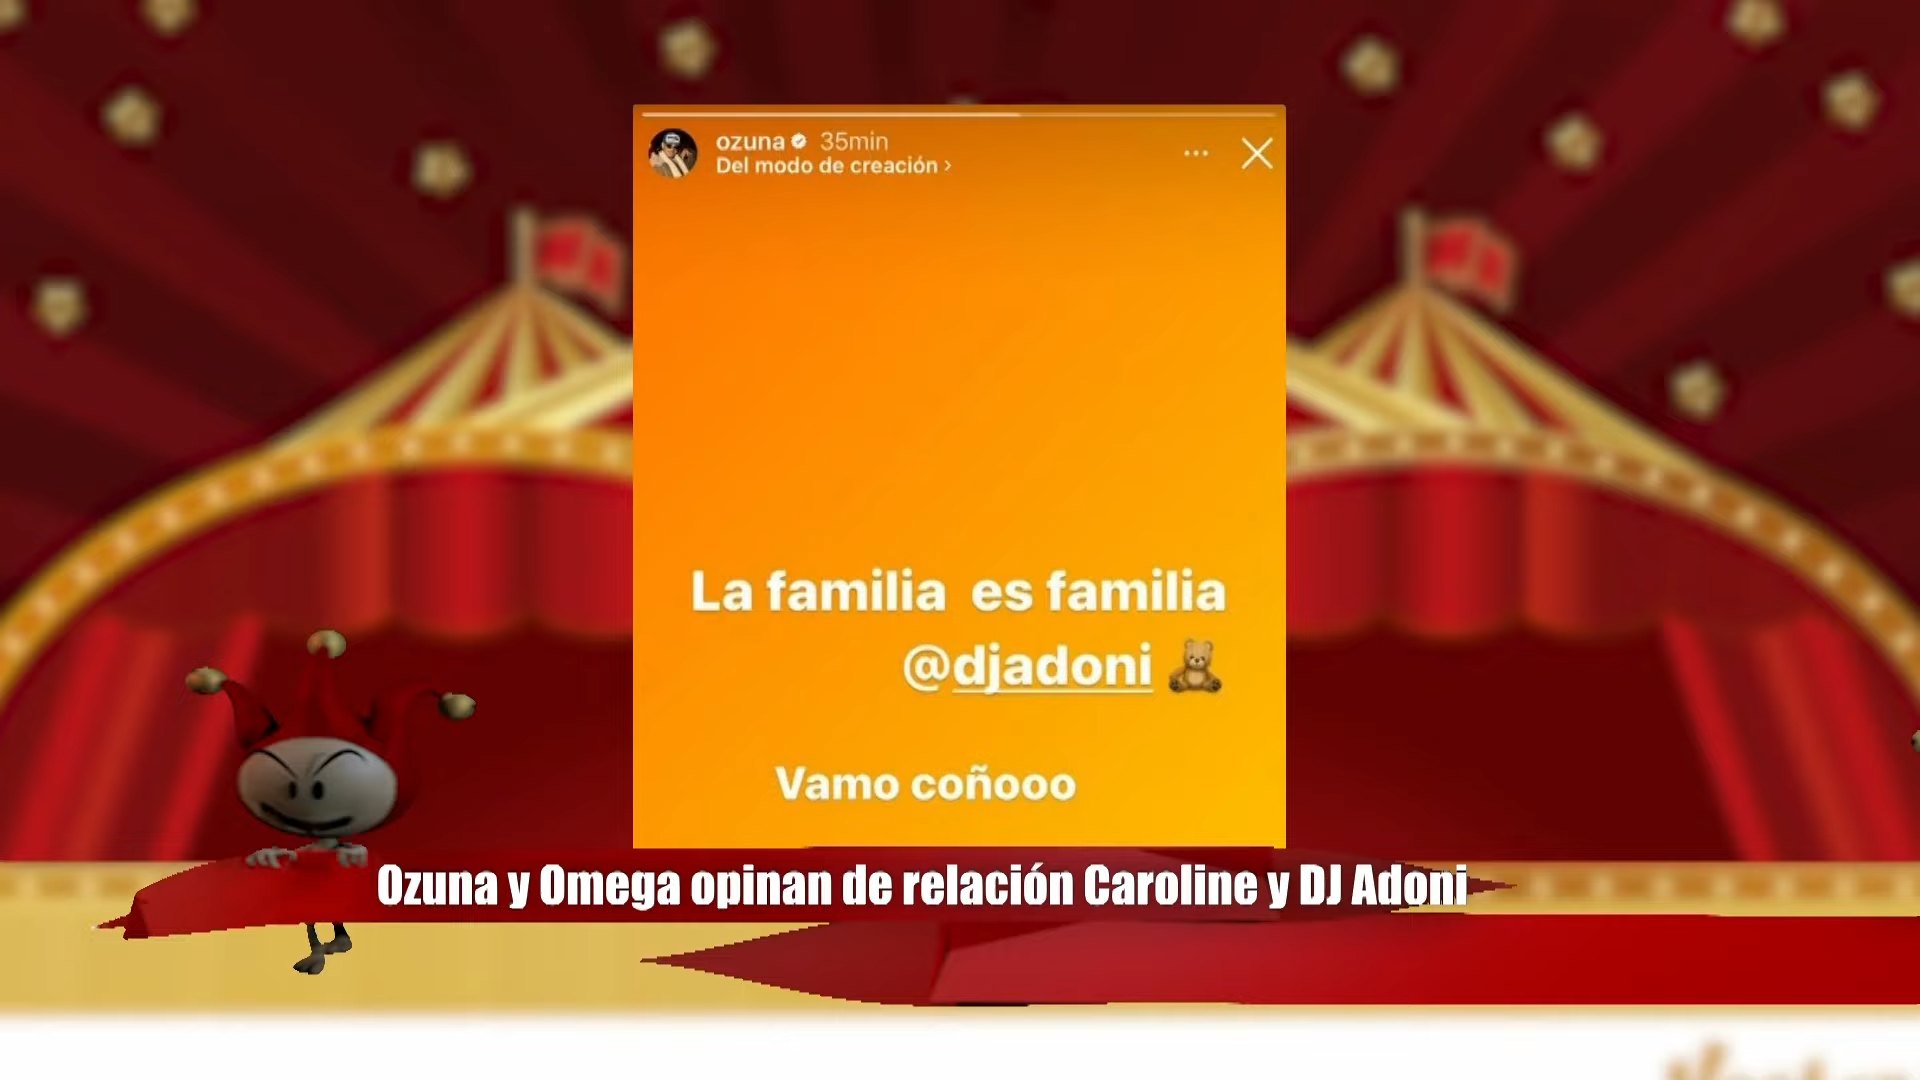 ozuna 35min
Del modo de creación >
La familia es familia
@djadoni
Vamo coñooo
Ozuna y Omega opinan de relación Caroline y DJ Adoni